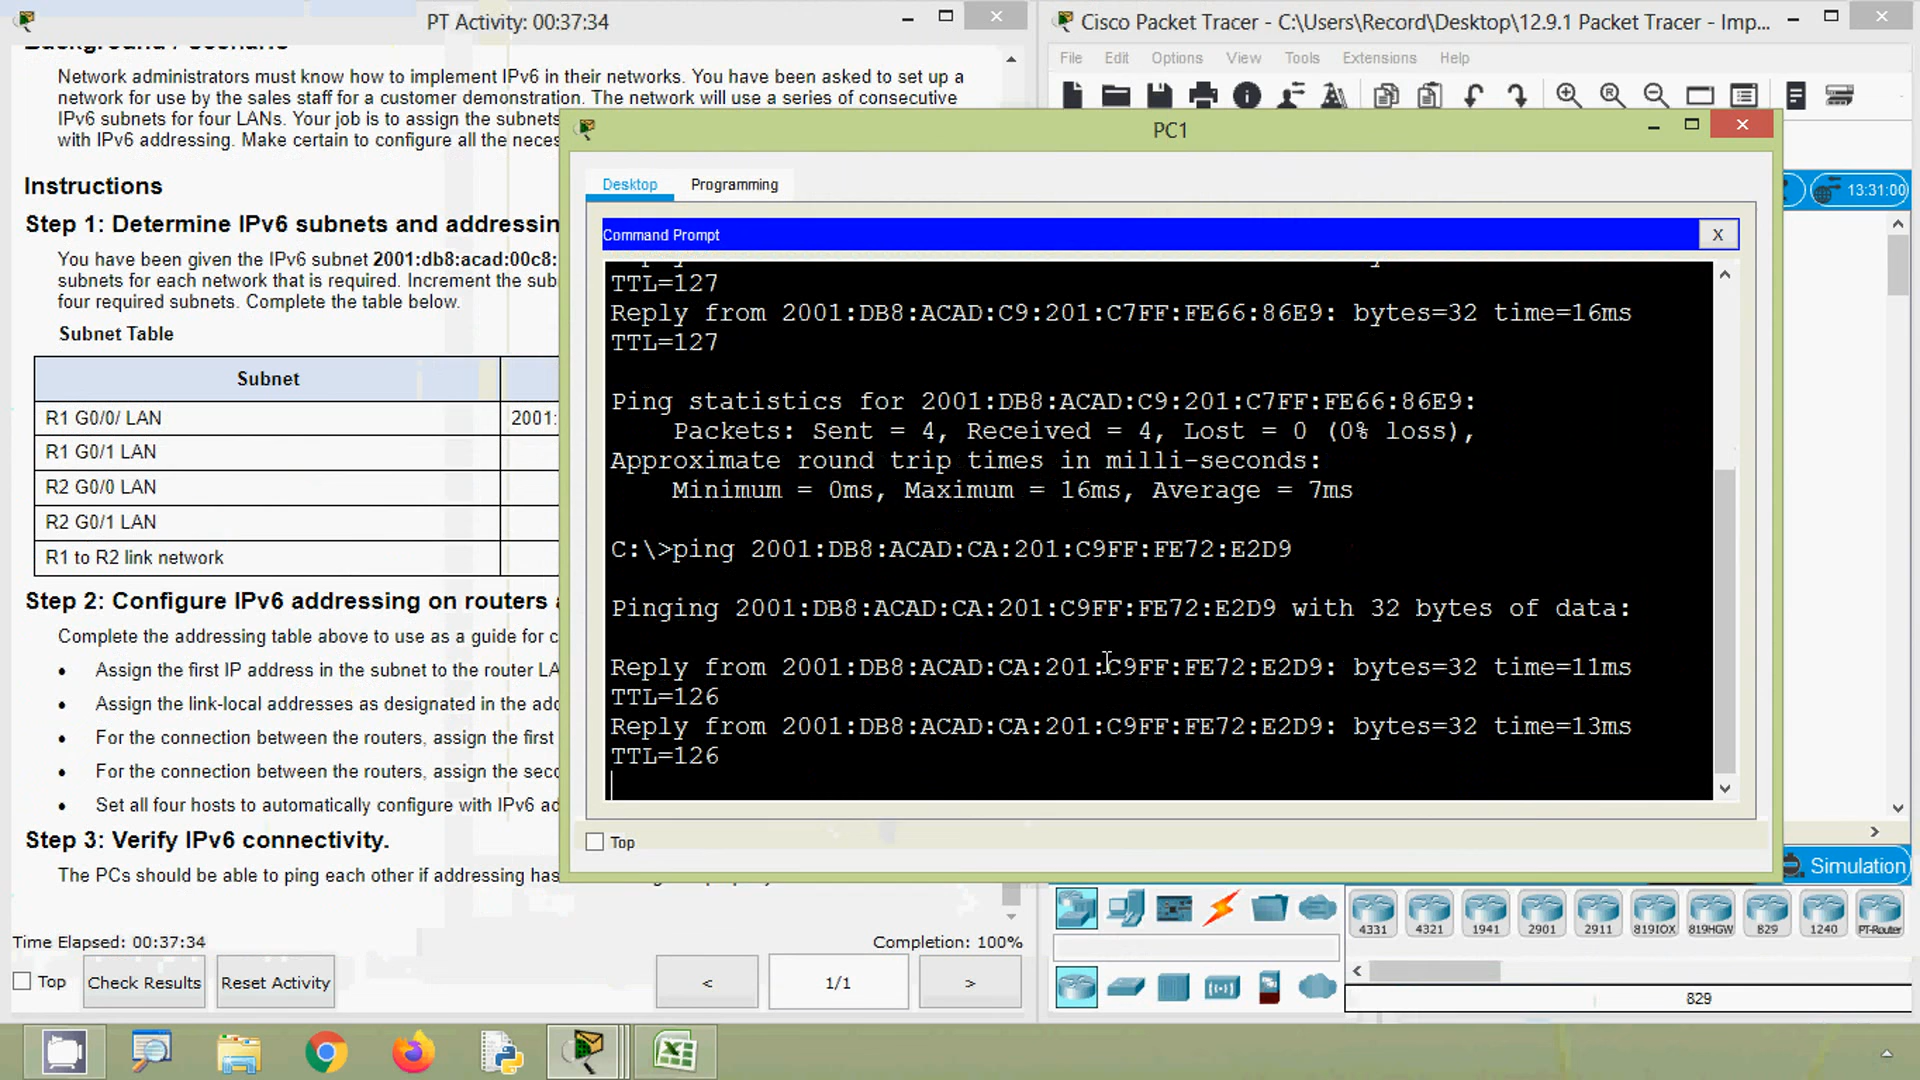 PT Activity: 00:37:34
Background / Scenario
Network administrators must know how to implement IPv6 in their networks. You have been asked to set up a
network for use by the sales staff for a customer demonstration. The network will use a series of consecutive
IPv6 subnets for four LANs. Your job is to assign the subnets
with IPv6 addressing. Make certain to configure all the neces
Instructions
Step 1: Determine IPv6 subnets and addressin
You have been given the IPv6 subnet 2001:db8:acad:00c8:
subnets for each network that is required. Increment the sub
four required subnets. Complete the table below.
Subnet Table
Subnet
R1 G0/0/ LAN
2001:
R1 G0/1 LAN
R2 G0/0 LAN
R2 G0/1 LAN
R1 to R2 link network
Step 2: Configure IPv6 addressing on routers
Complete the addressing table above to use as a guide for c
• Assign the first IP address in the subnet to the router LA
• Assign the link-local addresses as designated in the add
• For the connection between the routers, assign the first
• For the connection between the routers, assign the seco
• Set all four hosts to automatically configure with IPv6 ad
Step 3: Verify IPv6 connectivity.
The PCs should be able to ping each other if addressing has
Time Elapsed: 00:37:34
Completion: 100%
Top
Check Results
Reset Activity
<
1/1
>
Cisco Packet Tracer - C:\Users\Record\Desktop\12.9.1 Packet Tracer - Imp...
File Edit Options View Tools Extensions Help
13:31:00
PC1
Desktop
Programming
Command Prompt
X
TTL=127
Reply from 2001:DB8:ACAD:C9:201:C7FF:FE66:86E9: bytes=32 time=16ms
TTL=127
Ping statistics for 2001:DB8:ACAD:C9:201:C7FF:FE66:86E9:
Packets: Sent = 4, Received = 4, Lost = 0 (0% loss),
Approximate round trip times in milli-seconds:
Minimum = 0ms, Maximum = 16ms, Average = 7ms
C:\>ping 2001:DB8:ACAD:CA:201:C9FF:FE72:E2D9
Pinging 2001:DB8:ACAD:CA:201:C9FF:FE72:E2D9 with 32 bytes of data:
Reply from 2001:DB8:ACAD:CA:201:C9FF:FE72:E2D9: bytes=32 time=11ms
TTL=126
Reply from 2001:DB8:ACAD:CA:201:C9FF:FE72:E2D9: bytes=32 time=13ms
TTL=126
Top
Simulation
4331
4321
1941
2901
2911
819IOX
819HGW
829
1240
PT-Router
829